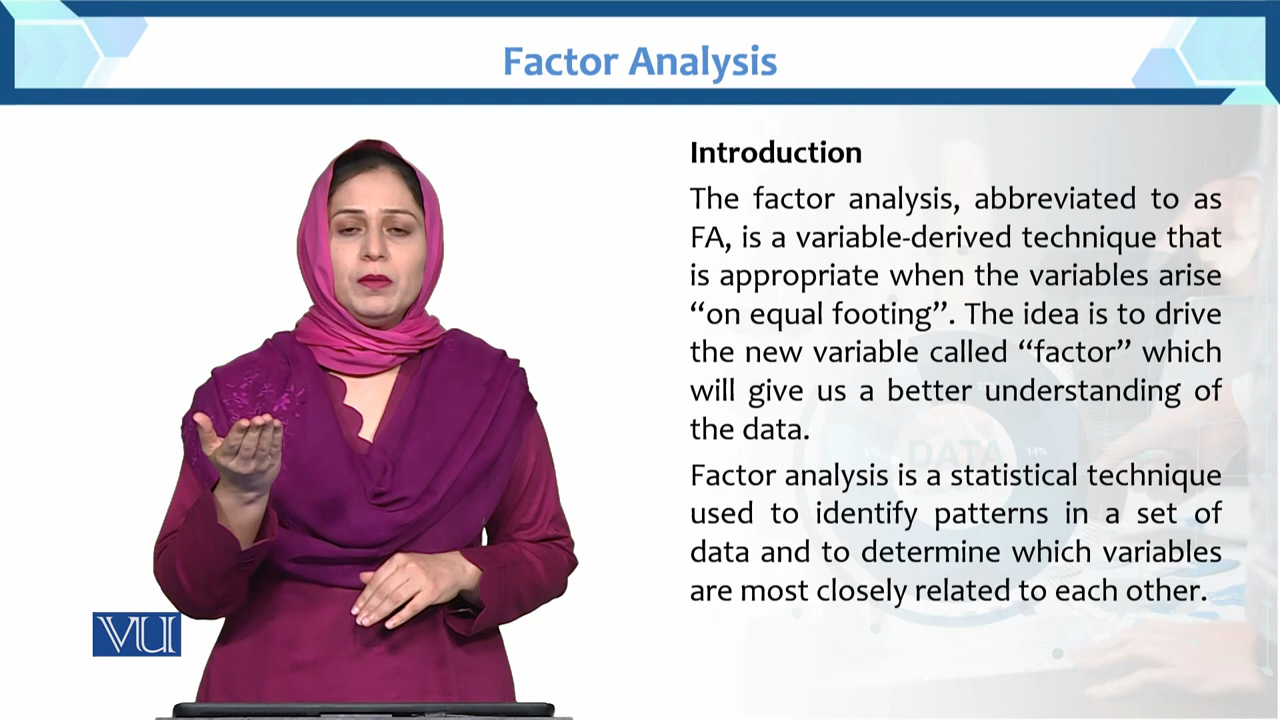 Factor Analysis
Introduction
The factor analysis, abbreviated to as
FA, is a variable-derived technique that
is appropriate when the variables arise
“on equal footing”. The idea is to drive
the new variable called “factor” which
will give us a better understanding of
the data.
Factor analysis is a statistical technique
used to identify patterns in a set of
data and to determine which variables
are most closely related to each other.
DATA
14%
VU